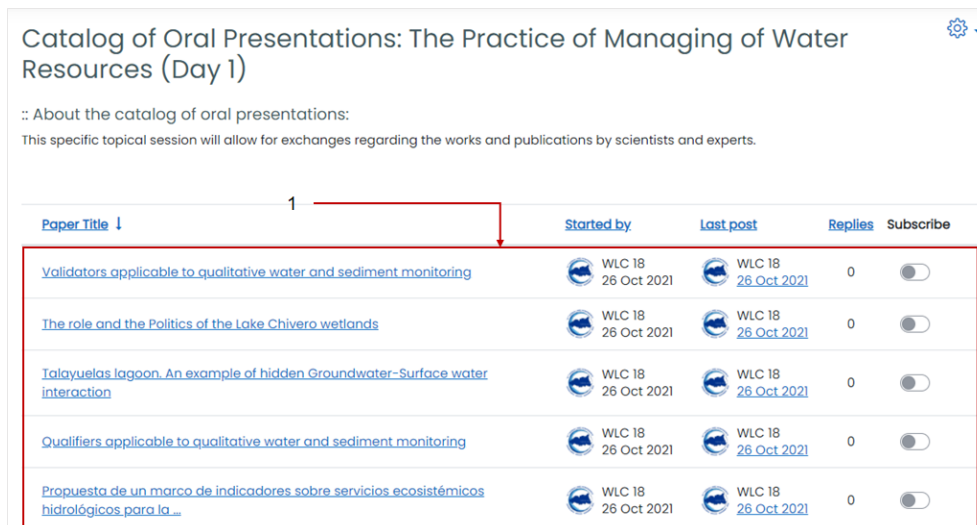 Catalog of Oral Presentations: The Practice of Managing of Water
Resources (Day 1)
:: About the catalog of oral presentations:
This specific topical session will allow for exchanges regarding the works and publications by scientists and experts.
1
Paper Title ↓ Started by Last post Replies Subscribe
Validators applicable to qualitative water and sediment monitoring WLC 18 26 Oct 2021 WLC 18 26 Oct 2021 0
The role and the Politics of the Lake Chivero wetlands WLC 18 26 Oct 2021 WLC 18 26 Oct 2021 0
Talayuelas lagoon. An example of hidden Groundwater-Surface water
interaction WLC 18 26 Oct 2021 WLC 18 26 Oct 2021 0
Qualifiers applicable to qualitative water and sediment monitoring WLC 18 26 Oct 2021 WLC 18 26 Oct 2021 0
Propuesta de un marco de indicadores sobre servicios ecosistémicos
hidrológicos para la ... WLC 18 26 Oct 2021 WLC 18 26 Oct 2021 0